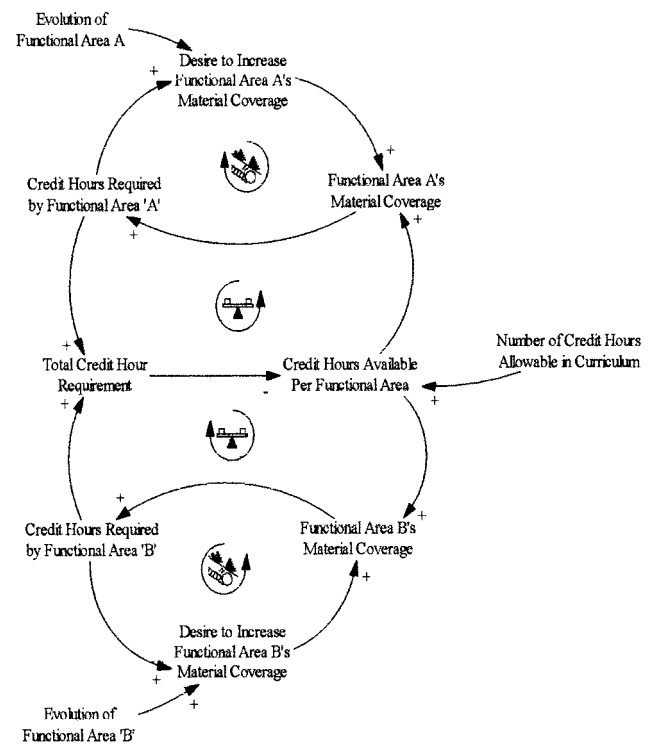 Evolution of
Functional Area A
Desire to Increase
Functional Area A's
Material Coverage
+
+
Credit Hours Required
by Functional Area 'A'
+
Functional Area A's
Material Coverage
+
+
Total Credit Hour
Requirement
+
-
Credit Hours Available
Per Functional Area
Number of Credit Hours
Allowable in Curriculum
+
+
Credit Hours Required
by Functional Area 'B'
Functional Area B's
Material Coverage
+
+
Desire to Increase
Functional Area B's
Material Coverage
+
+
Evolution of
Functional Area 'B'